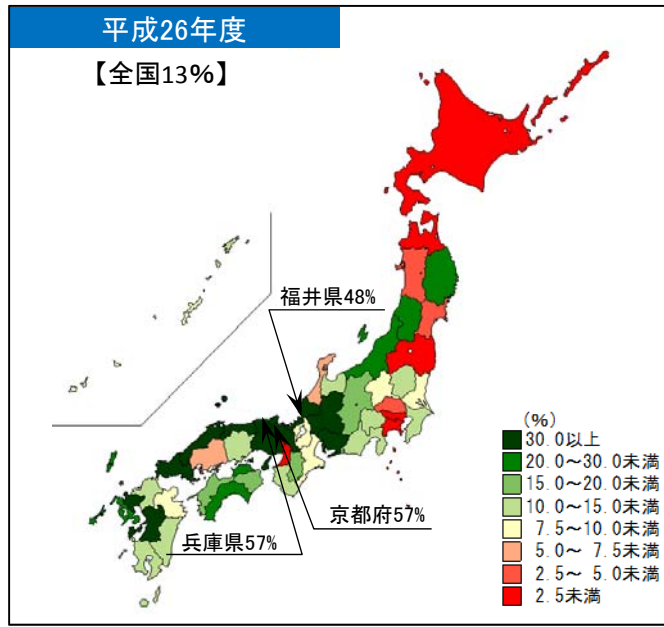 平成26年度
【全国13%】
福井県48%
京都府57%
兵庫県57%
(%)
30.0以上
20.0～30.0未満
15.0～20.0未満
10.0～15.0未満
7.5～10.0未満
5.0～ 7.5未満
2.5～ 5.0未満
2.5未満